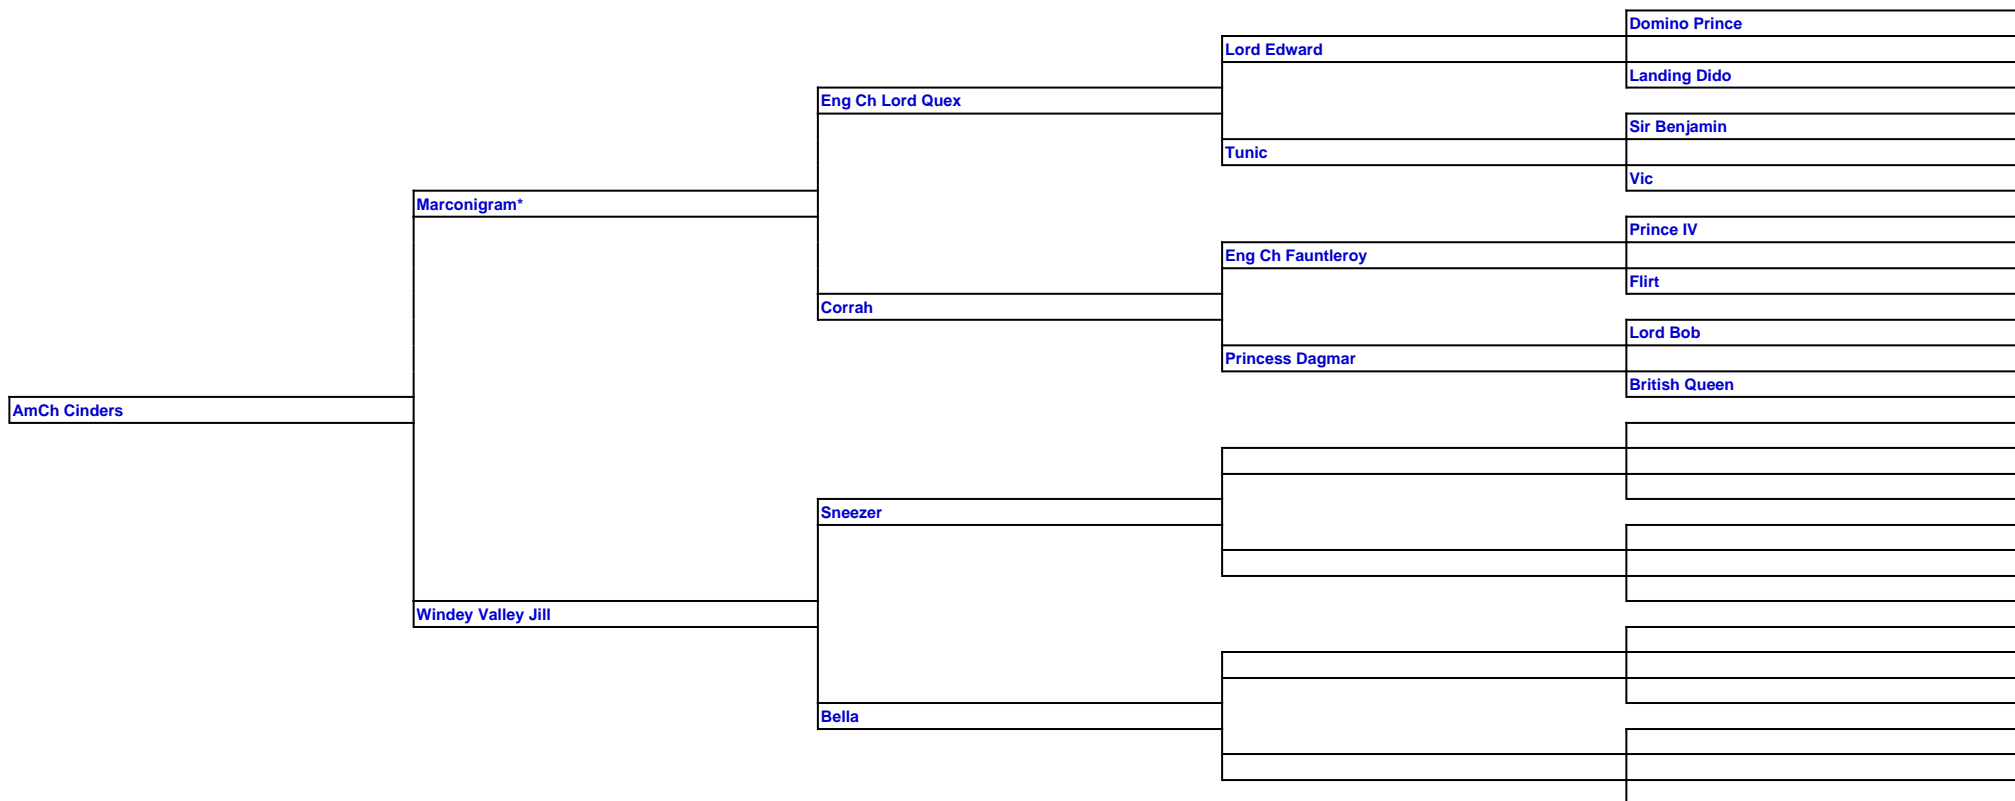 Domino Prince
Lord Edward
Landing Dido
Eng Ch Lord Quex
Sir Benjamin
Tunic
Vic
Marconigram*
Prince IV
Eng Ch Fauntleroy
Flirt
Corrah
Lord Bob
Princess Dagmar
British Queen
AmCh Cinders
Sneezer
Windey Valley Jill
Bella